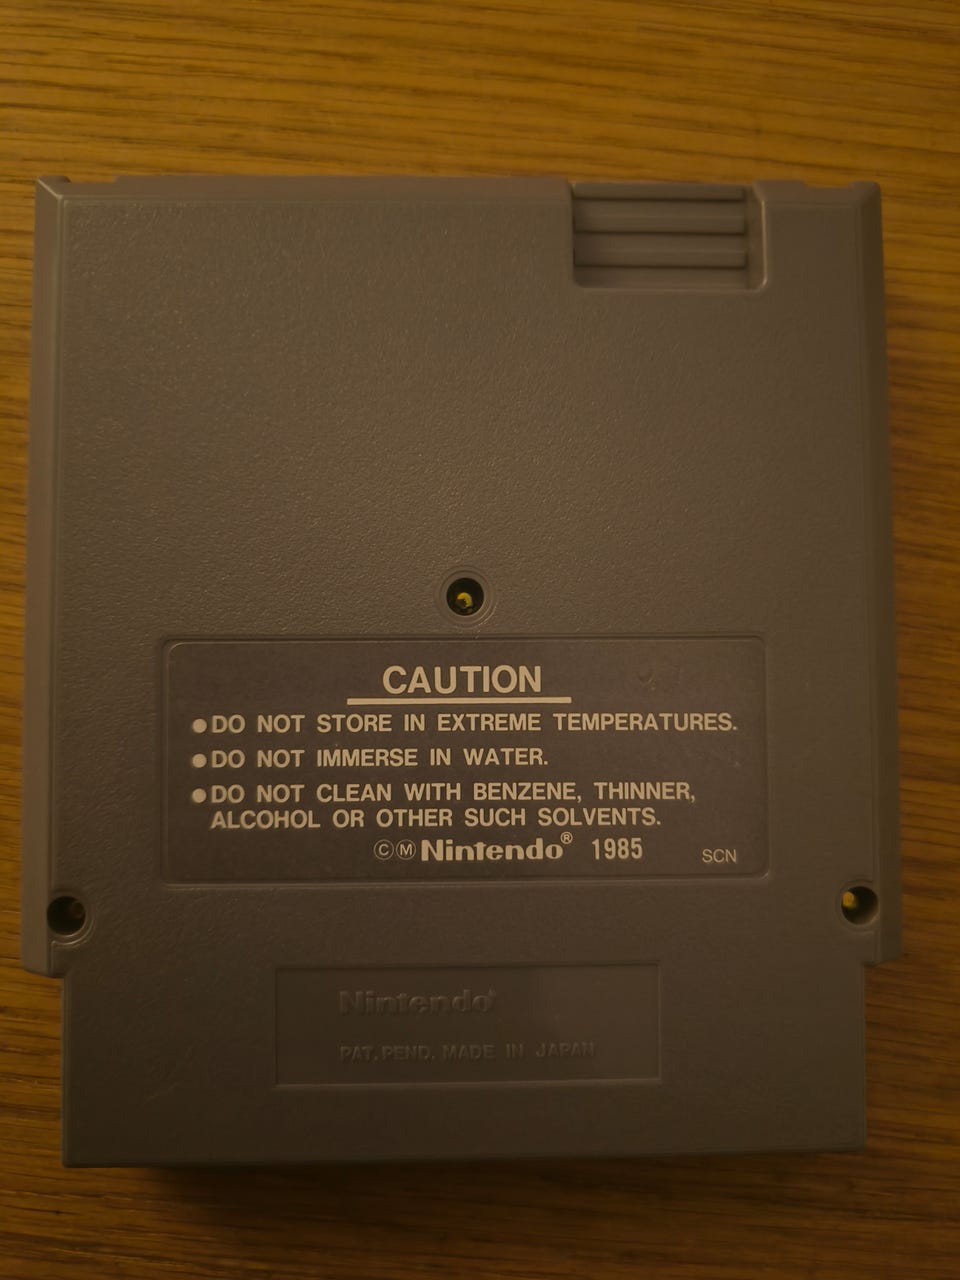 CAUTION
●DO NOT STORE IN EXTREME TEMPERATURES.
●DO NOT IMMERSE IN WATER.
●DO NOT CLEAN WITH BENZENE, THINNER,
ALCOHOL OR OTHER SUCH SOLVENTS.
ⒸⓂNintendo® 1985 SCN
Nintendo®
PAT. PEND. MADE IN JAPAN